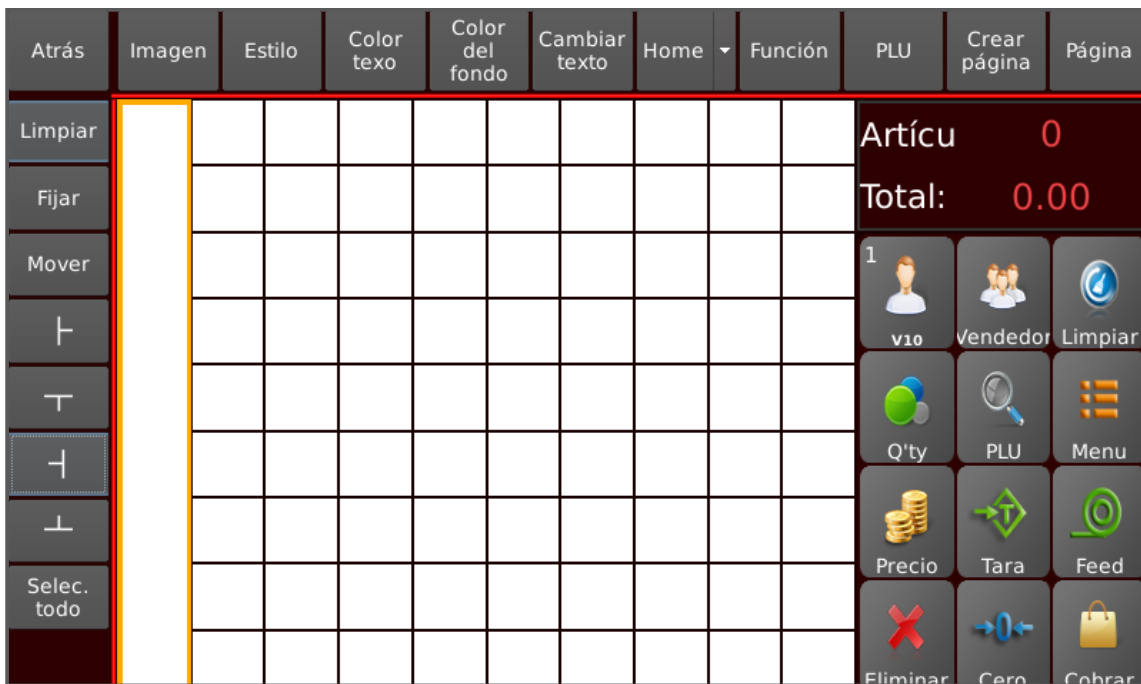 Atrás
Imagen
Estilo
Color
texo
Color
del
fondo
Cambiar
texto
Home
Función
PLU
Crear
página
Página
Limpiar
Fijar
Mover
Selec.
todo
Artícu 0
Total: 0.00
1
V10
Vendedor
Limpiar
Q'ty
PLU
Menu
Precio
Tara
Feed
Eliminar
Cero
Cobrar